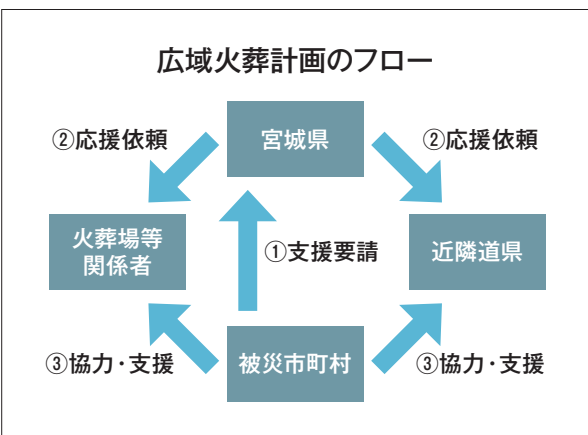 広域火葬計画のフロー
②応援依頼
宮城県
②応援依頼
火葬場等
関係者
①支援要請
近隣道県
③協力・支援
被災市町村
③協力・支援